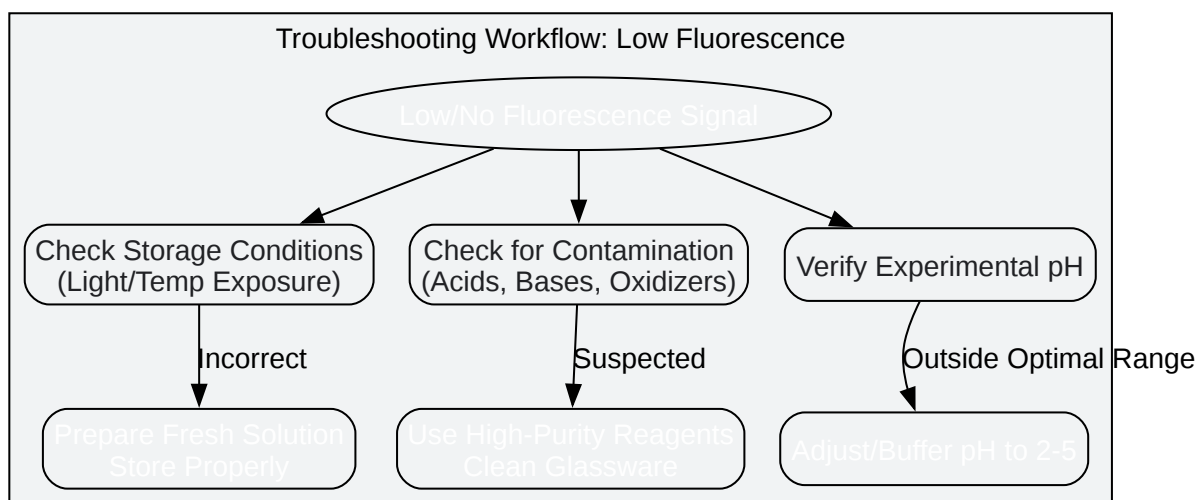 Troubleshooting Workflow: Low Fluorescence
Low/No Fluorescence Signal
Check Storage Conditions
(Light/Temp Exposure)
Check for Contamination
(Acids, Bases, Oxidizers)
Verify Experimental pH
Incorrect
Suspected
Outside Optimal Range
Prepare Fresh Solution
Store Properly
Use High-Purity Reagents
Clean Glassware
Adjust/Buffer pH to 2-5